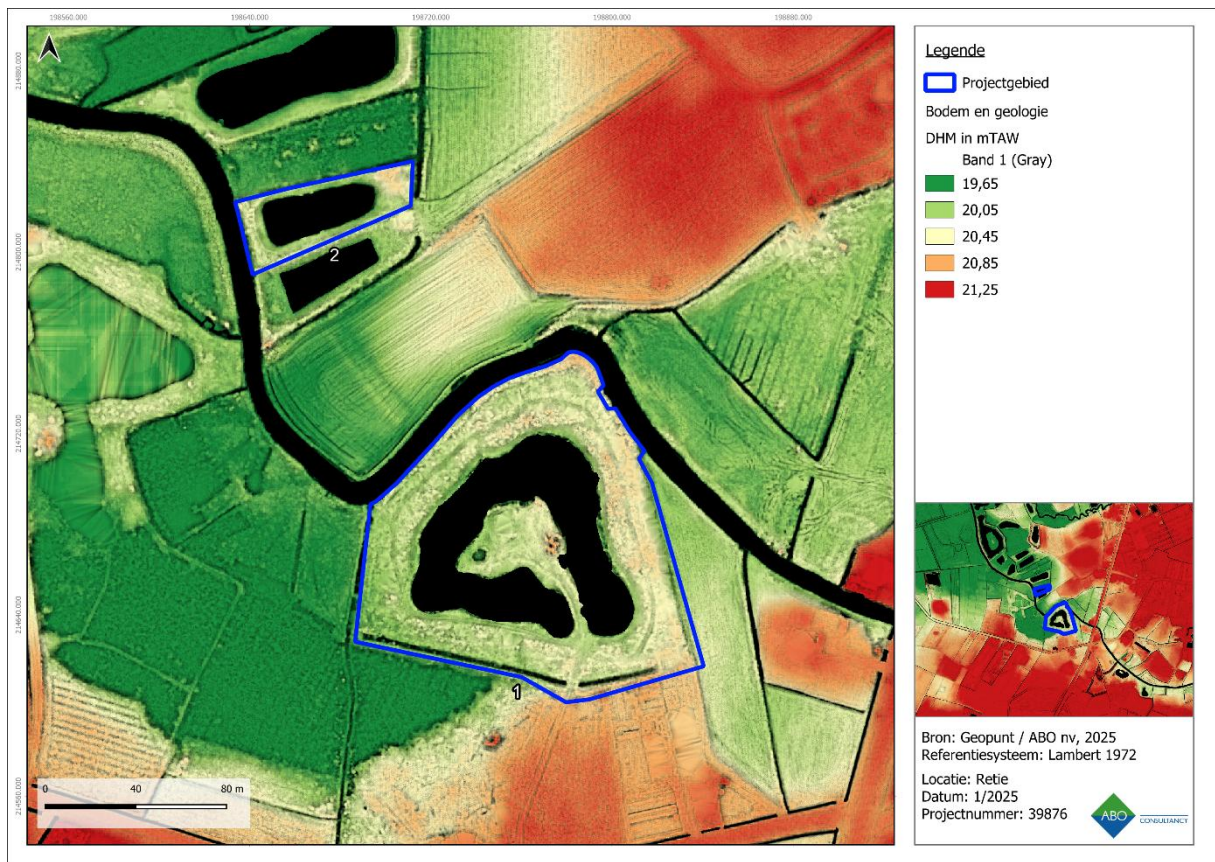 198560.000 198640.000 198720.000 198800.000 198880.000
214880.000
214800.000
214720.000
214640.000
214560.000
2
1
0 40 80 m
Legende
Projectgebied
Bodem en geologie
DHM in mTAW
Band 1 (Gray)
19,65
20,05
20,45
20,85
21,25
Bron: Geopunt / ABO nv, 2025
Referentiesysteem: Lambert 1972
Locatie: Retie
Datum: 1/2025
Projectnummer: 39876
ABO CONSULTANCY